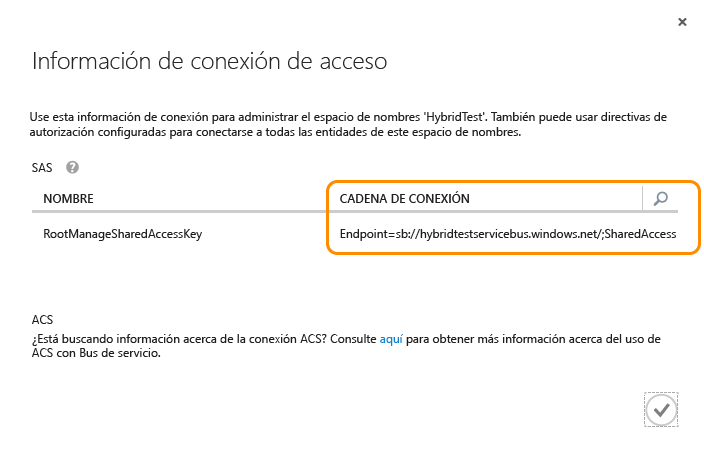 Información de conexión de acceso
Use esta información de conexión para administrar el espacio de nombres 'HybridTest'. También puede usar directivas de
autorización configuradas para conectarse a todas las entidades de este espacio de nombres.
SAS ?
NOMBRE CADENA DE CONEXIÓN
RootManageSharedAccessKey Endpoint=sb://hybridtestservicebus.windows.net/;SharedAccess
ACS
¿Está buscando información acerca de la conexión ACS? Consulte aquí para obtener más información acerca del uso de
ACS con Bus de servicio.